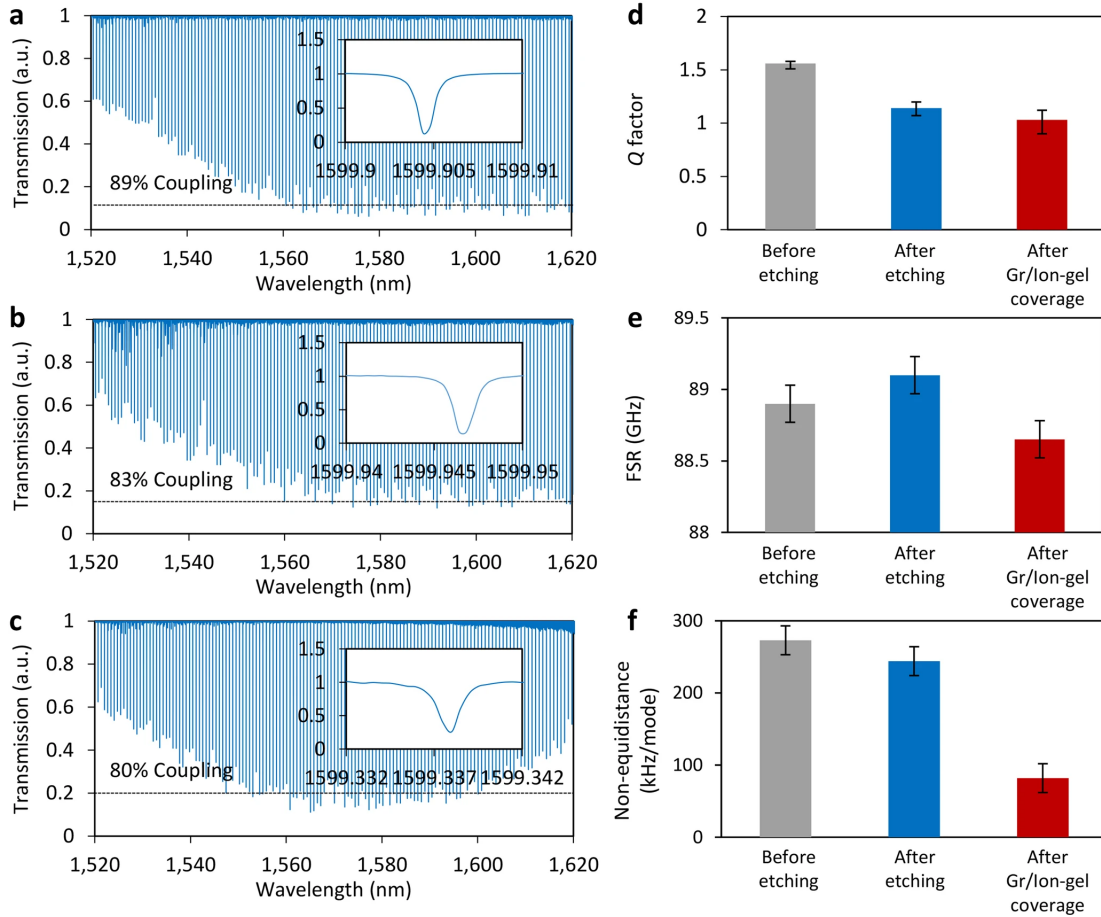 a
Transmission (a.u.)
1
0.8
0.6
0.4
0.2
0
89% Coupling
1.5
1
0.5
0
1599.9 1599.905 1599.91
1,520 1,540 1,560 1,580 1,600 1,620
Wavelength (nm)
b
Transmission (a.u.)
1
0.8
0.6
0.4
0.2
0
83% Coupling
1.5
1
0.5
0
1599.94 1599.945 1599.95
1,520 1,540 1,560 1,580 1,600 1,620
Wavelength (nm)
c
Transmission (a.u.)
1
0.8
0.6
0.4
0.2
0
80% Coupling
1.5
1
0.5
0
1599.332 1599.337 1599.342
1,520 1,540 1,560 1,580 1,600 1,620
Wavelength (nm)
d
Q factor
2
1.5
1
0.5
0
Before
etching
After
etching
After
Gr/Ion-gel
coverage
e
FSR (GHz)
89.5
89
88.5
88
Before
etching
After
etching
After
Gr/Ion-gel
coverage
f
Non-equidistance
(kHz/mode)
300
200
100
0
Before
etching
After
etching
After
Gr/Ion-gel
coverage